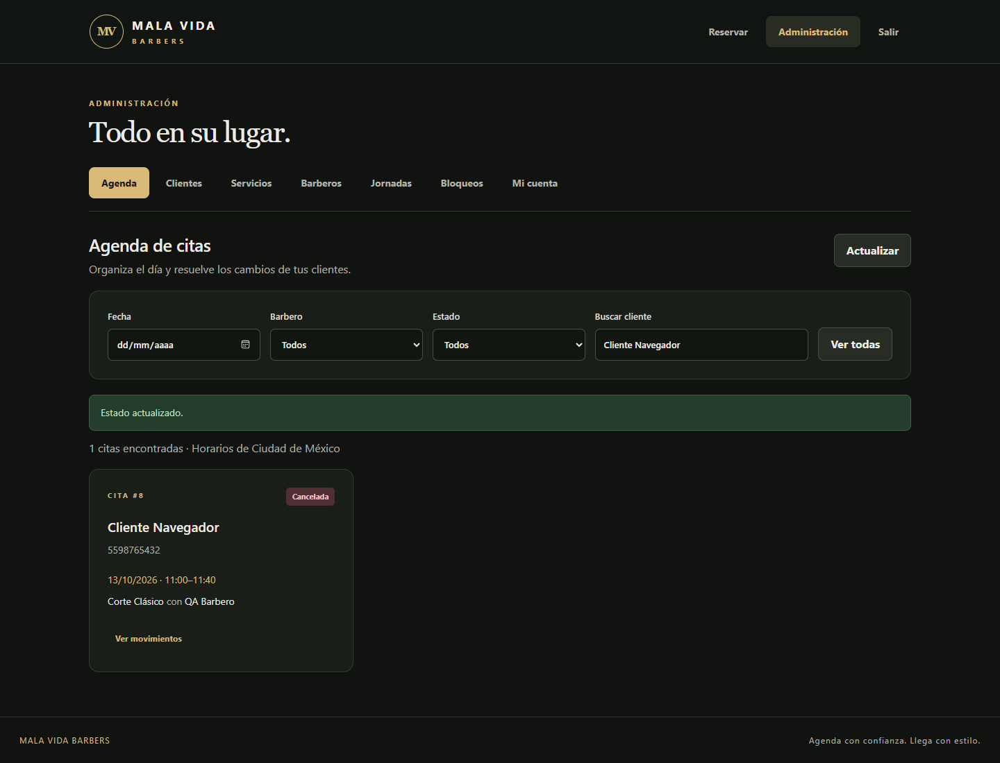 MV
MALA VIDA
BARBERS
Reservar
Administración
Salir
ADMINISTRACIÓN
Todo en su lugar.
Agenda
Clientes
Servicios
Barberos
Jornadas
Bloqueos
Mi cuenta
Agenda de citas
Organiza el día y resuelve los cambios de tus clientes.
Actualizar
Fecha
Barbero
Estado
Buscar cliente
dd/mm/aaaa
Todos
Todos
Cliente Navegador
Ver todas
Estado actualizado.
1 citas encontradas · Horarios de Ciudad de México
CITA #8
Cancelada
Cliente Navegador
5598765432
13/10/2026 · 11:00–11:40
Corte Clásico con QA Barbero
Ver movimientos
MALA VIDA BARBERS
Agenda con confianza. Llega con estilo.